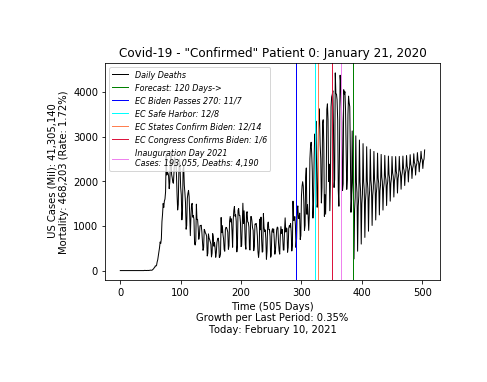 Covid-19 - "Confirmed" Patient 0: January 21, 2020
Daily Deaths
Forecast: 120 Days->
EC Biden Passes 270: 11/7
EC Safe Harbor: 12/8
EC States Confirm Biden: 12/14
EC Congress Confirms Biden: 1/6
Inauguration Day 2021
Cases: 193,055, Deaths: 4,190
US Cases (Mil): 41,305,140
Mortality: 468,203 (Rate: 1.72%)
4000
3000
2000
1000
0
0 100 200 300 400 500
Time (505 Days)
Growth per Last Period: 0.35%
Today: February 10, 2021